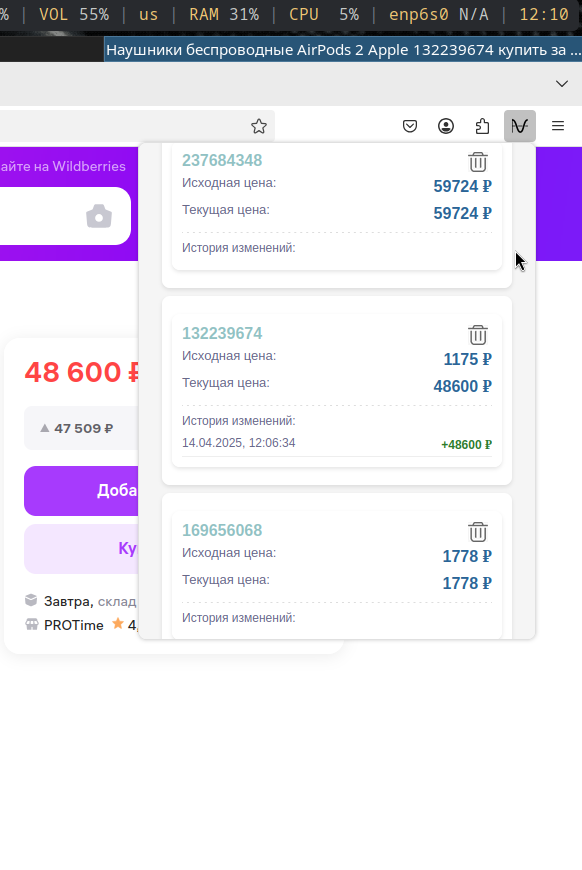 % | VOL 55% | us | RAM 31% | CPU 5% | enp6s0 N/A | 12:10
Наушники беспроводные AirPods 2 Apple 132239674 купить за ...
айте на Wildberries
237684348
Исходная цена: 59724 ₽
Текущая цена: 59724 ₽
История изменений:
132239674
Исходная цена: 1175 ₽
Текущая цена: 48600 ₽
История изменений:
14.04.2025, 12:06:34 +48600 ₽
169656068
Исходная цена: 1778 ₽
Текущая цена: 1778 ₽
История изменений:
48 600 ₽
47 509 ₽
Доба
Ку
Завтра, склад
PROTime 4,